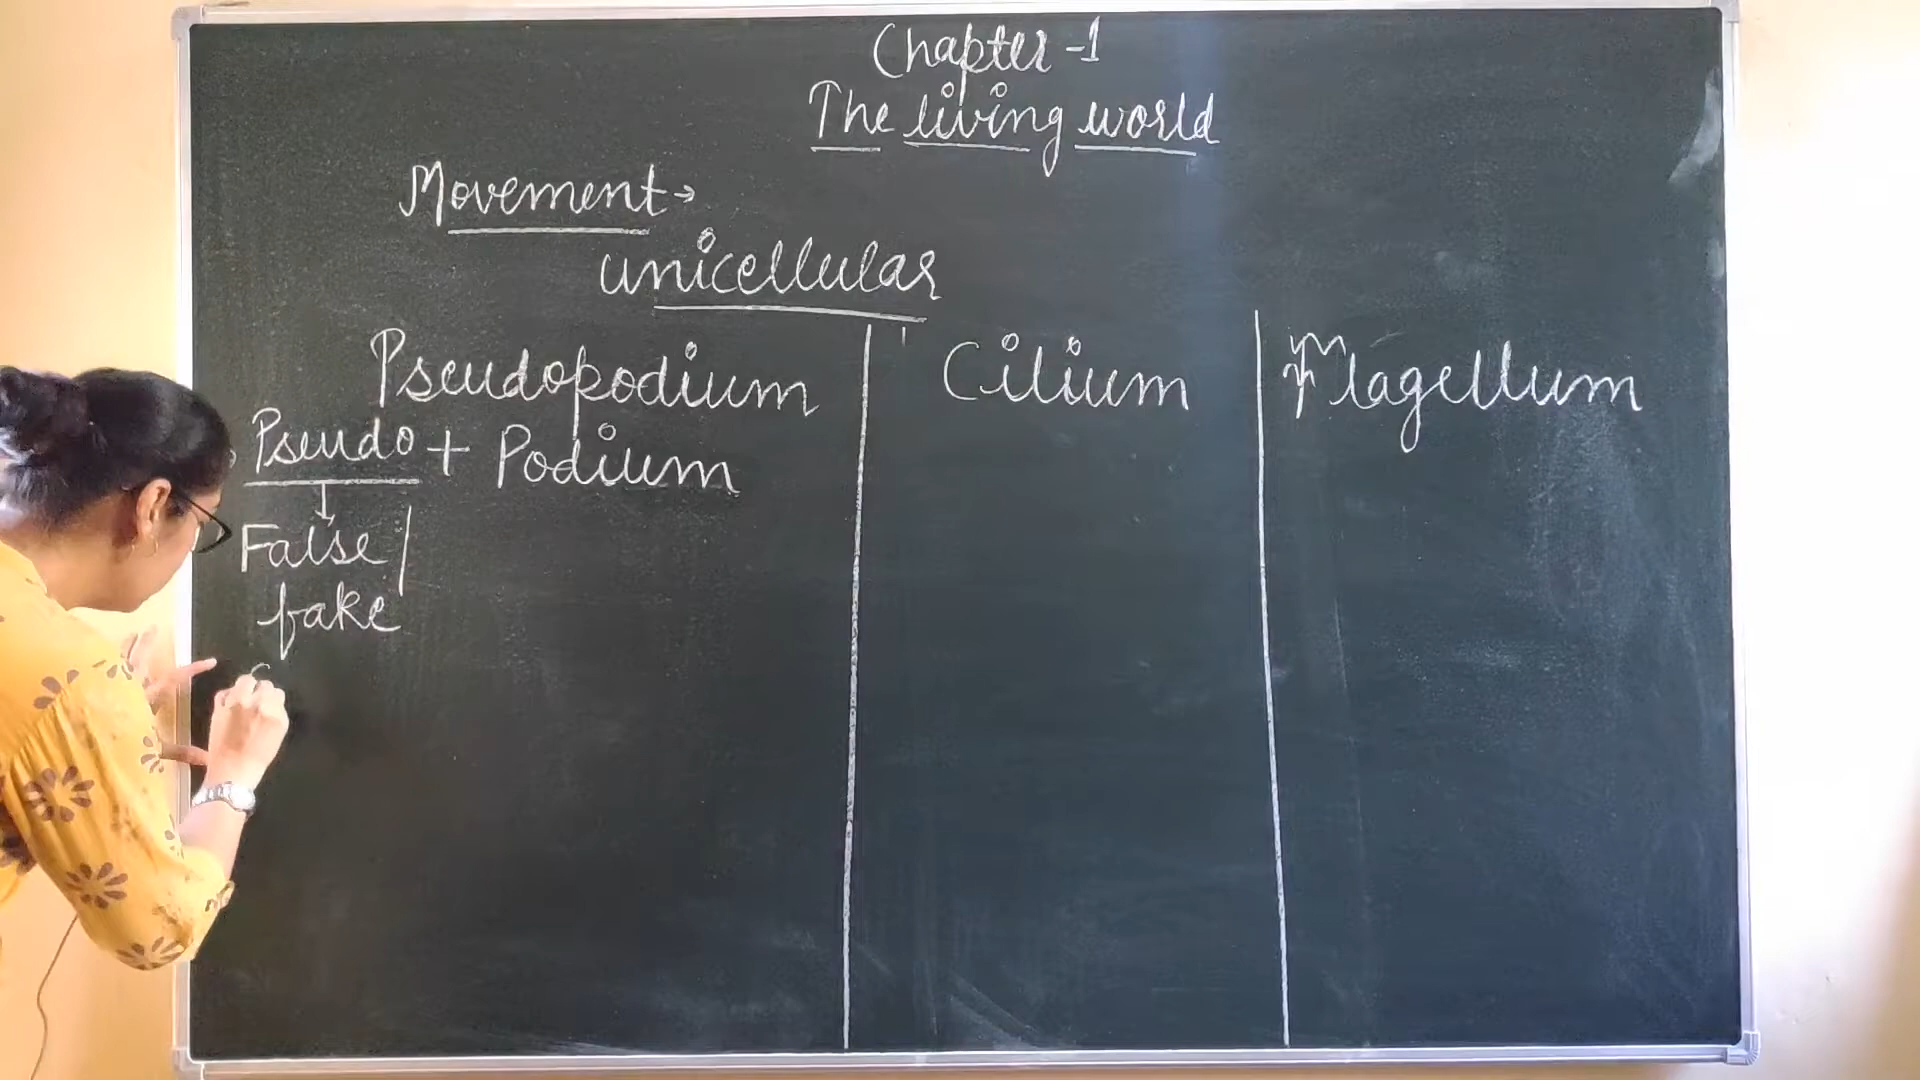 Chapter -1
The living world
Movement→
unicellular
Pseudopodium
Cilium
Flagellum
Pseudo + Podium
↓
False/
fake